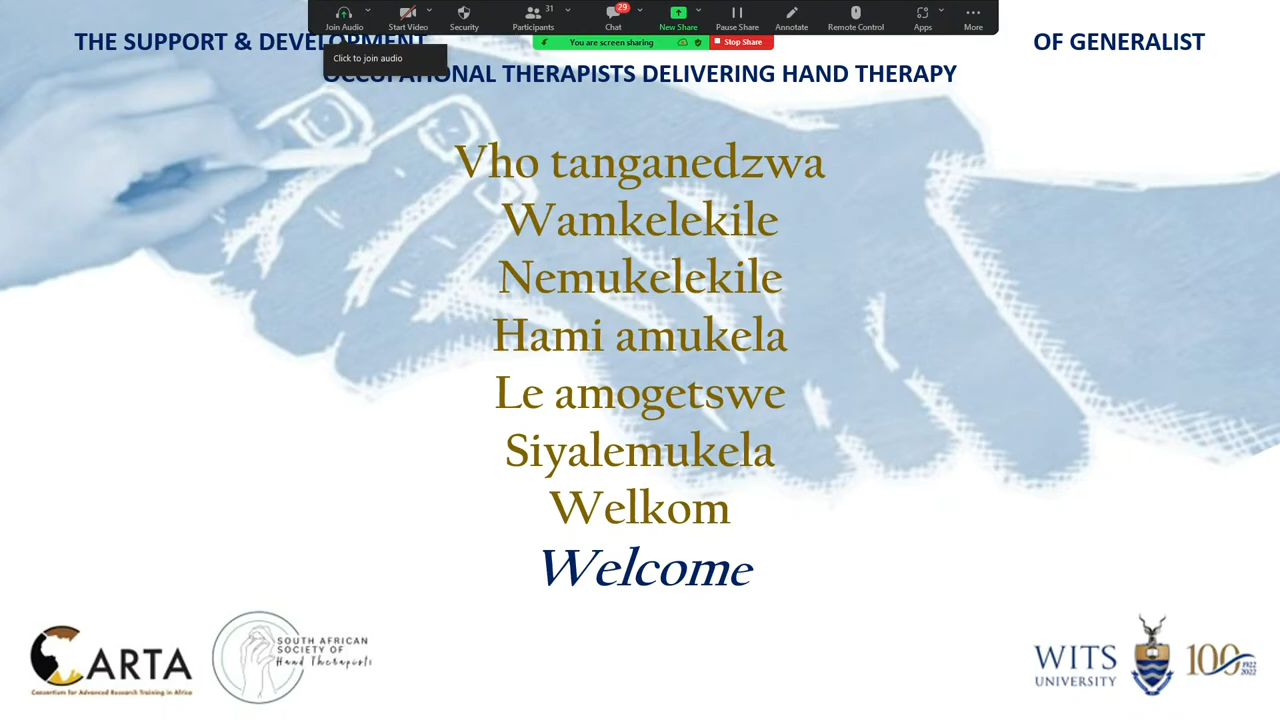 Join Audio
Start Video
Security
Participants
31
Chat
29
New Share
Pause Share
Annotate
Remote Control
Apps
More
You are screen sharing
Stop Share
Click to join audio
THE SUPPORT & DEVELOPMENT OF GENERALIST
OCCUPATIONAL THERAPISTS DELIVERING HAND THERAPY
Vho tanganedzwa
Wamkelekile
Nemukelekile
Hami amukela
Le amogetswe
Siyalemukela
Welkom
Welcome
CARTA
Consortium for Advanced Research Training in Africa
SOUTH AFRICAN
SOCIETY OF
Hand Therapists
WITS
UNIVERSITY
100
1922
2022